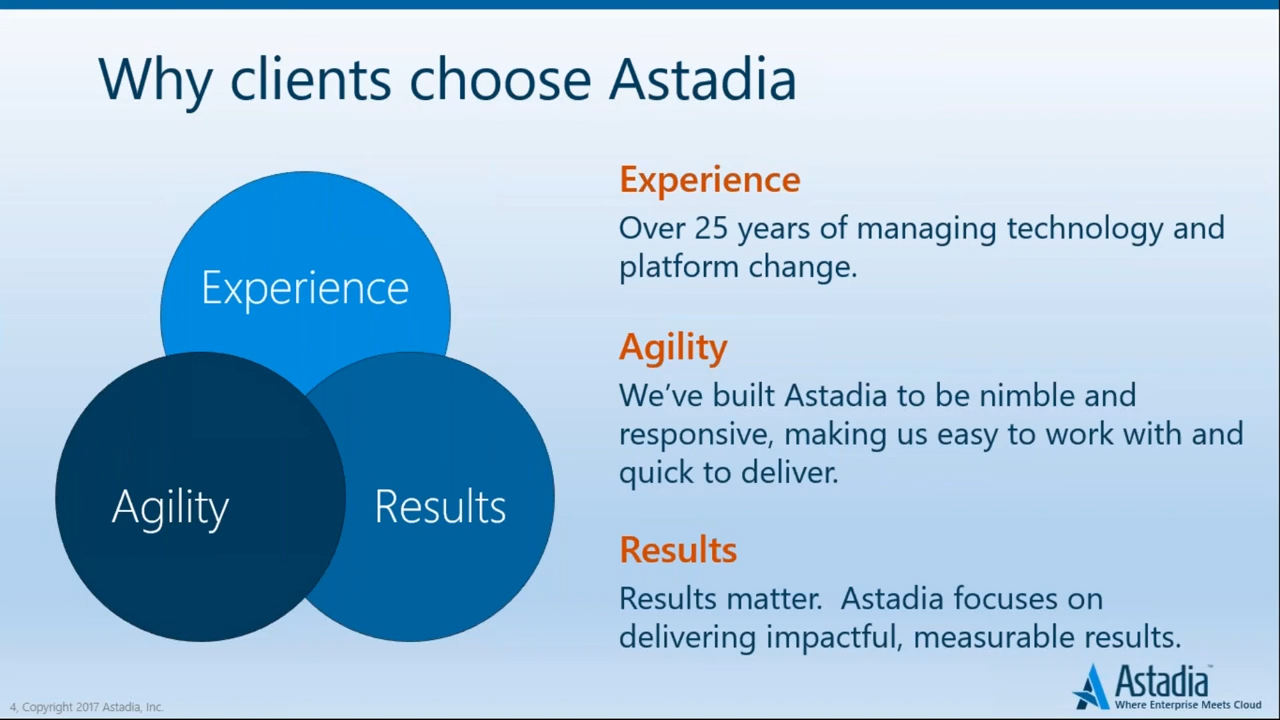 Why clients choose Astadia
Experience
Agility
Results
Experience
Over 25 years of managing technology and
platform change.
Agility
We’ve built Astadia to be nimble and
responsive, making us easy to work with and
quick to deliver.
Results
Results matter.  Astadia focuses on
delivering impactful, measurable results.
Astadia™
Where Enterprise Meets Cloud
4, Copyright 2017 Astadia, Inc.